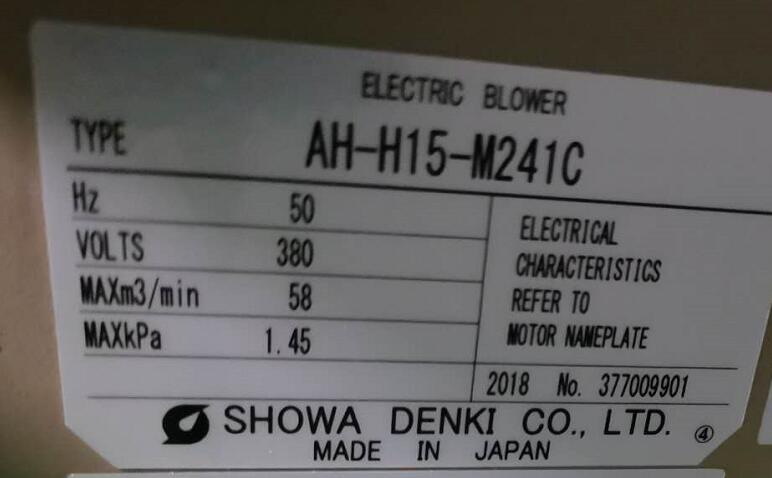 ELECTRIC BLOWER
TYPE AH-H15-M241C
Hz 50
VOLTS 380
MAXm3/min 58
MAXkPa 1.45
ELECTRICAL
CHARACTERISTICS
REFER TO
MOTOR NAMEPLATE
2018 No. 377009901
SHOWA DENKI CO., LTD. ④
MADE IN JAPAN